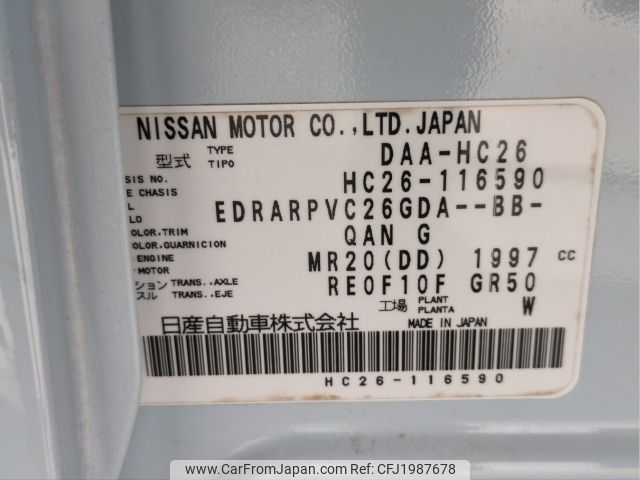 NISSAN MOTOR CO.,LTD.JAPAN
型式 TYPE TIPO DAA-HC26
SIS NO. E CHASIS HC26-116590
L LO EDRARPVC26GDA--BB-
OLOR,TRIM COLOR,GUARNICION QAN G
ENGINE MOTOR MR20(DD) 1997 CC
ション スル TRANS.,AXLE TRANS.,EJE RE0F10F GR50
工場 PLANT PLANTA W
日産自動車株式会社 MADE IN JAPAN
HC26-116590
www.CarFromJapan.com | © CarFromJapan - CFJ1987678